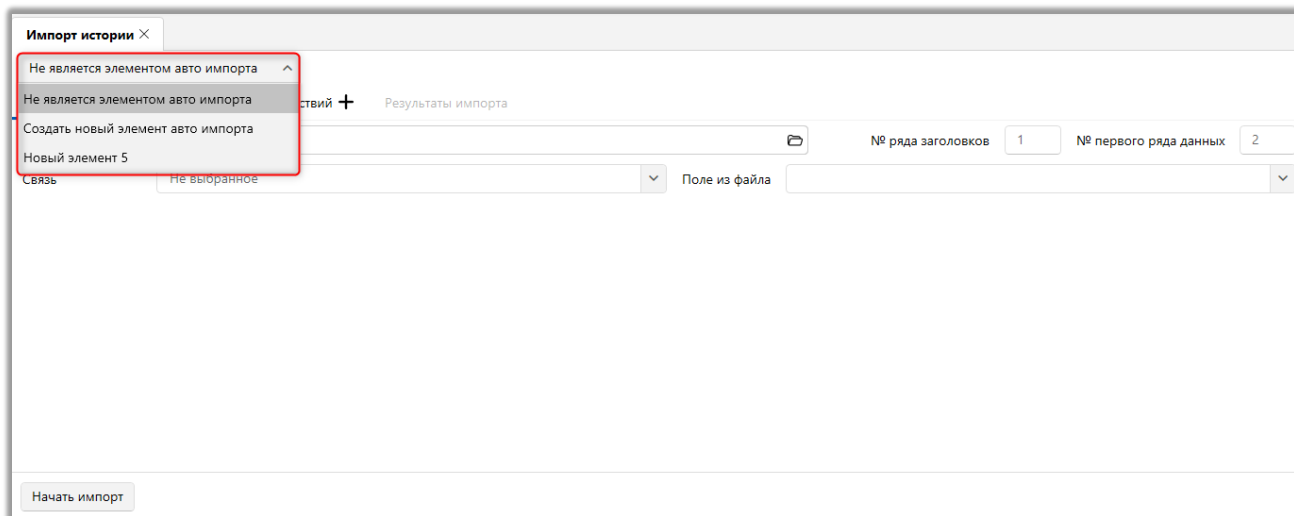 Импорт истории
Не является элементом авто импорта
Не является элементом авто импорта
Создать новый элемент авто импорта
Новый элемент 5
ствий + Результаты импорта
№ ряда заголовков 1 № первого ряда данных 2
Связь Не выбранное Поле из файла
Начать импорт